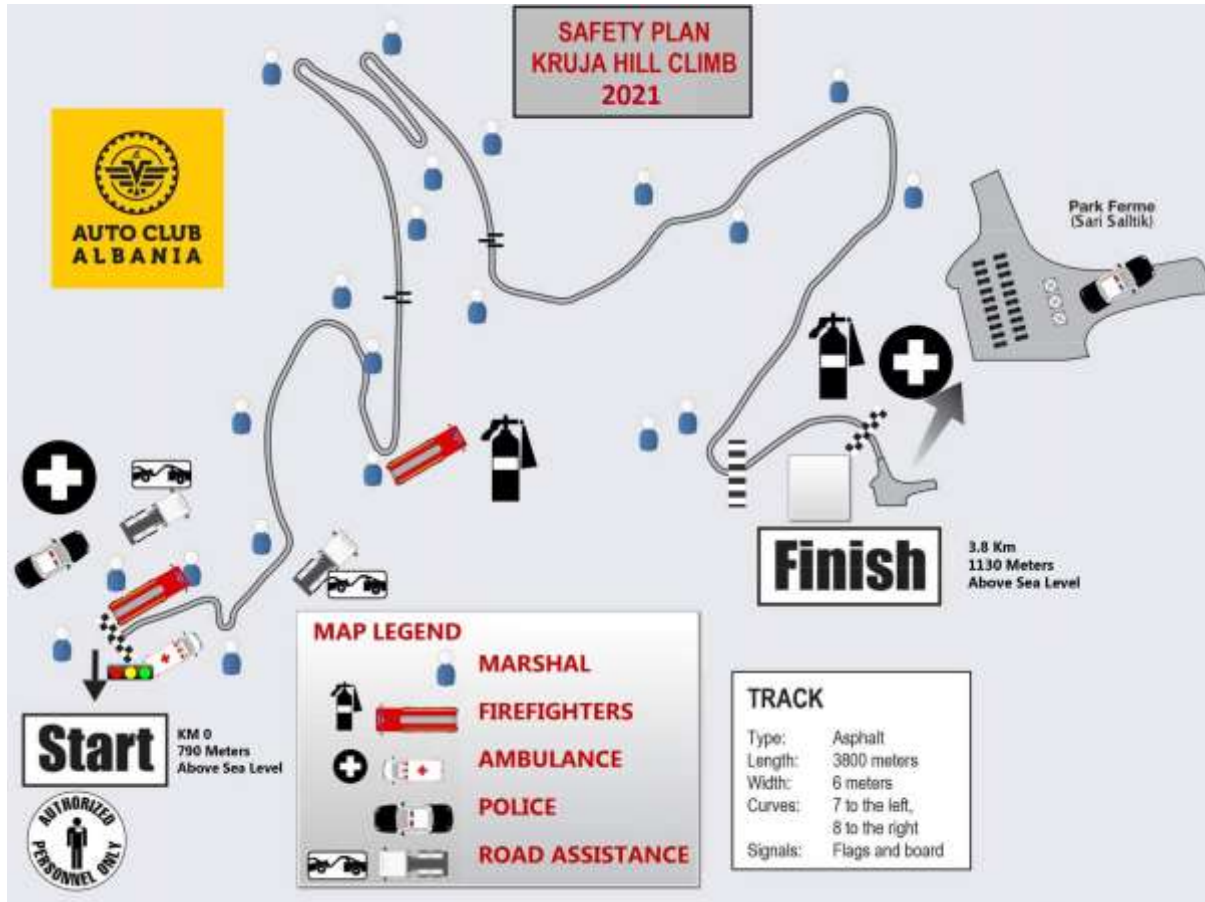 SAFETY PLAN
KRUJA HILL CLIMB
2021
AUTO CLUB
ALBANIA
Park Ferme
(Sari Salltik)
Finish
3.8 Km
1130 Meters
Above Sea Level
Start
KM 0
790 Meters
Above Sea Level
AUTHORIZED
PERSONNEL ONLY
MAP LEGEND
MARSHAL
FIREFIGHTERS
AMBULANCE
POLICE
ROAD ASSISTANCE
TRACK
Type: Asphalt
Length: 3800 meters
Width: 6 meters
Curves: 7 to the left,
8 to the right
Signals: Flags and board